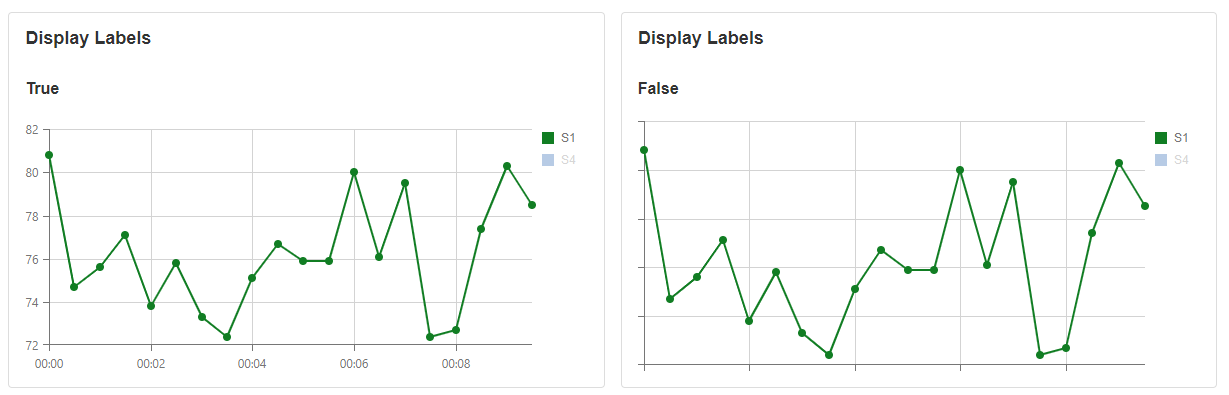 Display Labels
True
82
80
78
76
74
72
00:00 00:02 00:04 00:06 00:08
S1
S4
Display Labels
False
S1
S4